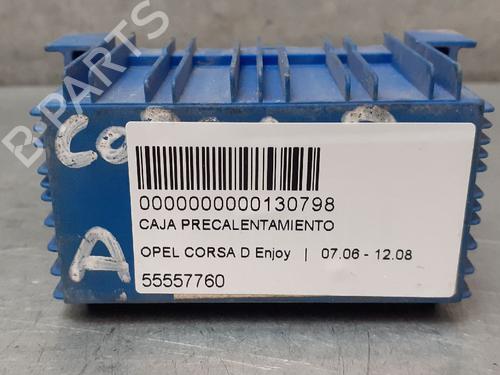 B PARTS
A
0000000000130798
CAJA PRECALENTAMIENTO
OPEL CORSA D Enjoy | 07.06 - 12.08
55557760